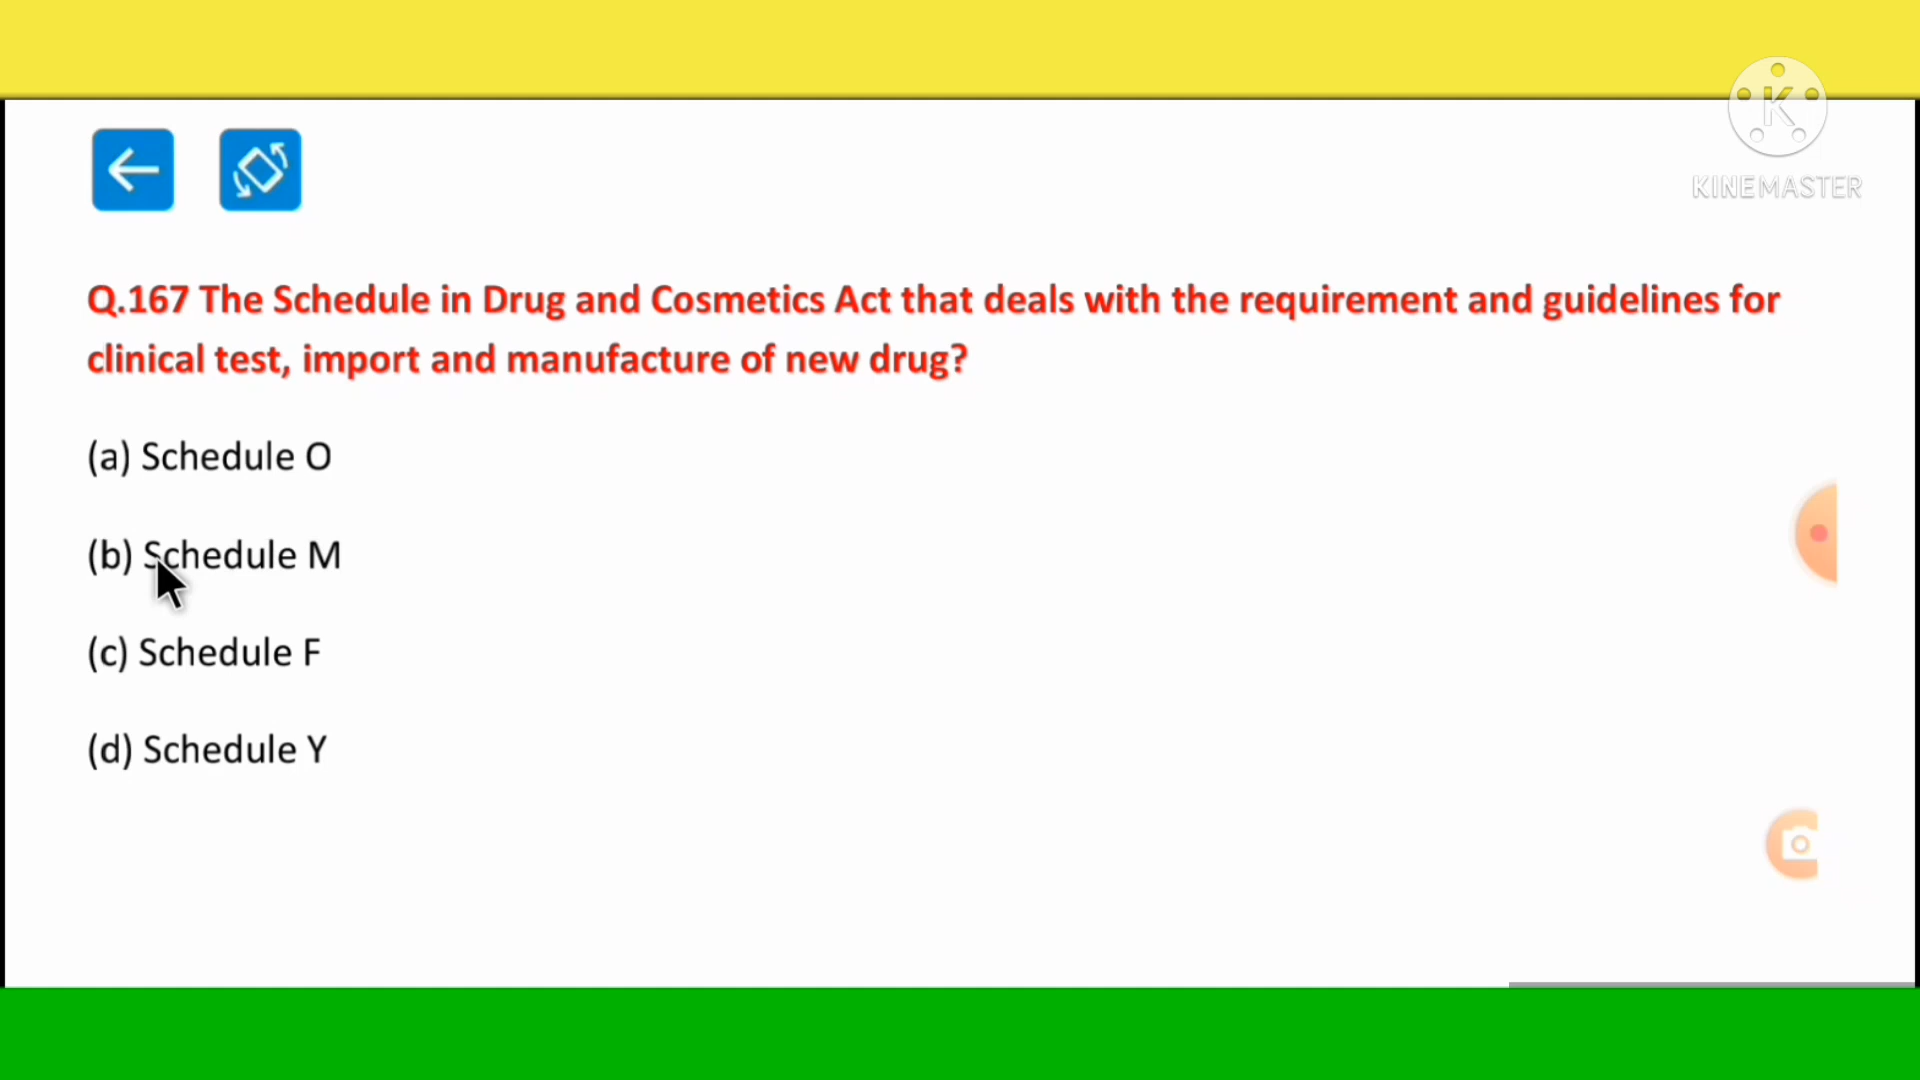 K
KINEMASTER
Q.167 The Schedule in Drug and Cosmetics Act that deals with the requirement and guidelines for
clinical test, import and manufacture of new drug?
(a) Schedule O
(b) Schedule M
(c) Schedule F
(d) Schedule Y